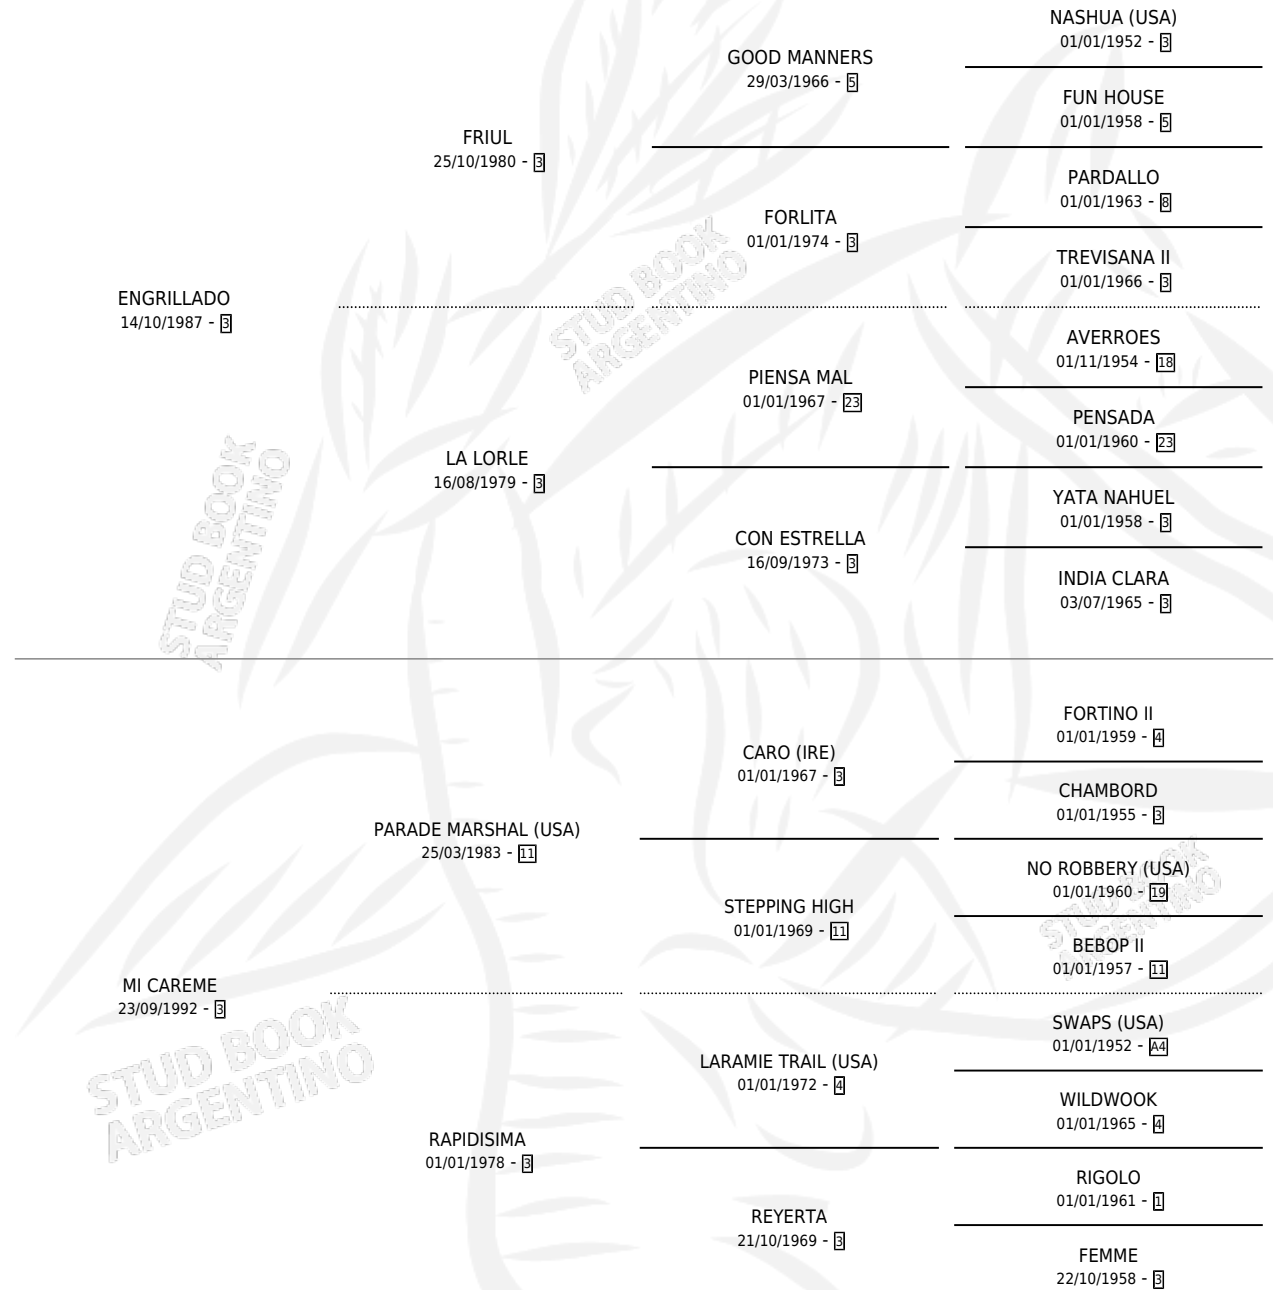 NASHUA (USA)
01/01/1952 - 3
GOOD MANNERS
29/03/1966 - 5
FUN HOUSE
01/01/1958 - 5
FRIUL
25/10/1980 - 3
PARDALLO
01/01/1963 - 8
FORLITA
01/01/1974 - 3
TREVISANA II
01/01/1966 - 3
ENGRILLADO
14/10/1987 - 3
AVERROES
01/11/1954 - 18
PIENSA MAL
01/01/1967 - 23
PENSADA
01/01/1960 - 23
LA LORLE
16/08/1979 - 3
YATA NAHUEL
01/01/1958 - 3
CON ESTRELLA
16/09/1973 - 3
INDIA CLARA
03/07/1965 - 3
STUD BOOK
ARGENTINO
STUD BOOK
ARGENTINO
FORTINO II
01/01/1959 - 4
CARO (IRE)
01/01/1967 - 3
CHAMBORD
01/01/1955 - 3
PARADE MARSHAL (USA)
25/03/1983 - 11
NO ROBBERY (USA)
01/01/1960 - 19
STEPPING HIGH
01/01/1969 - 11
BEBOP II
01/01/1957 - 11
STUD BOOK
ARGENTINO
MI CAREME
23/09/1992 - 3
SWAPS (USA)
01/01/1952 - A4
LARAMIE TRAIL (USA)
01/01/1972 - 4
WILDWOOK
01/01/1965 - 4
STUD BOOK
ARGENTINO
RAPIDISIMA
01/01/1978 - 3
RIGOLO
01/01/1961 - 1
REYERTA
21/10/1969 - 3
FEMME
22/10/1958 - 3